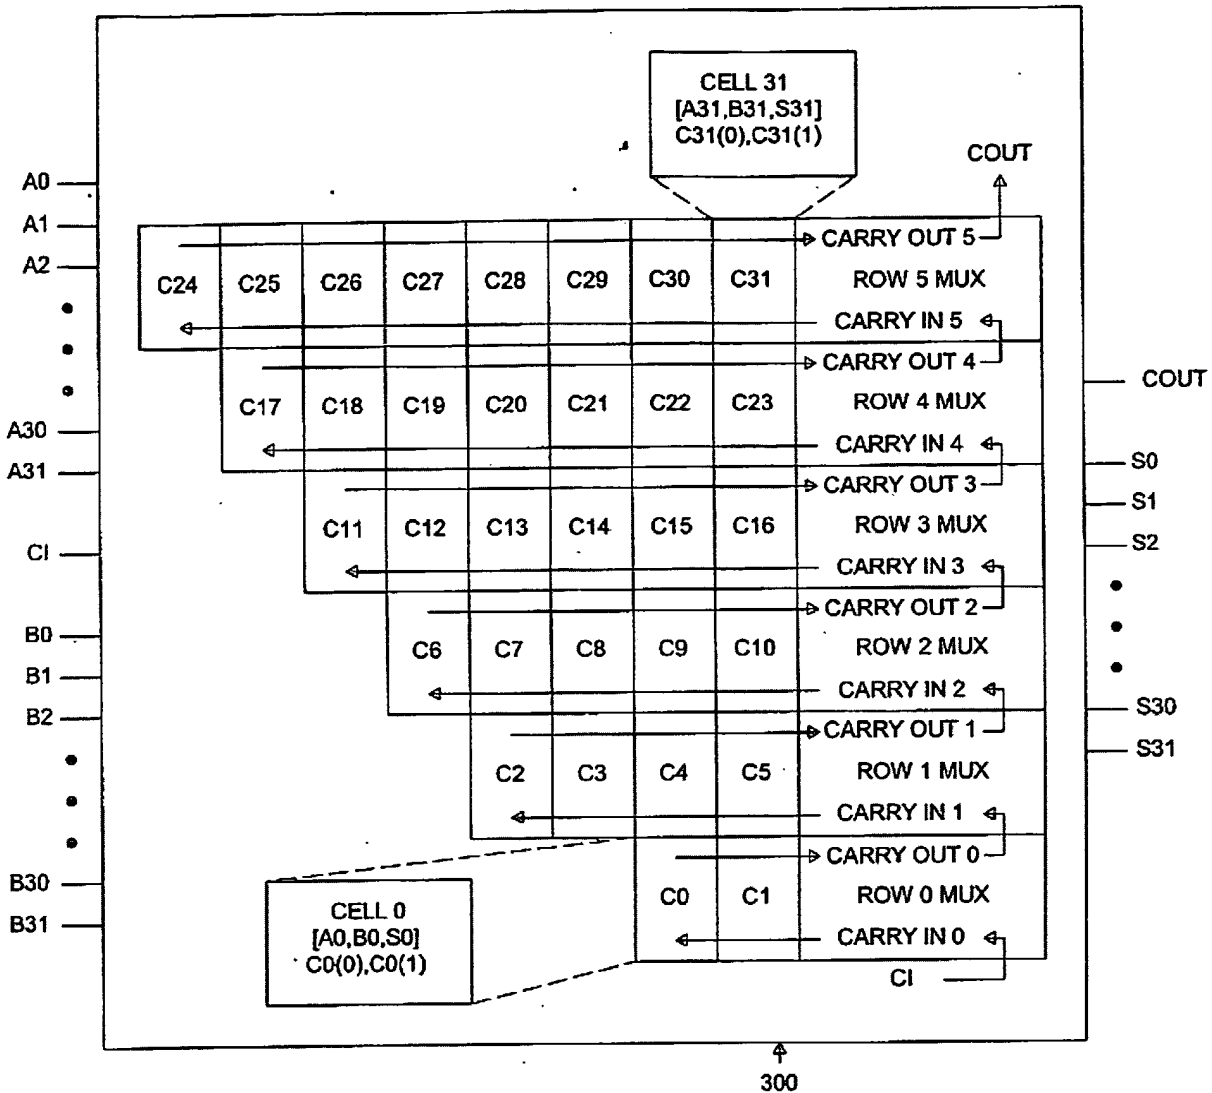 CELL 31
[A31,B31,S31]
C31(0),C31(1)
COUT
A0
A1
A2
A30
A31
CI
B0
B1
B2
B30
B31
CARRY OUT 5
C24 C25 C26 C27 C28 C29 C30 C31 ROW 5 MUX
CARRY IN 5
CARRY OUT 4
C17 C18 C19 C20 C21 C22 C23 ROW 4 MUX
CARRY IN 4
CARRY OUT 3
C11 C12 C13 C14 C15 C16 ROW 3 MUX
CARRY IN 3
CARRY OUT 2
C6 C7 C8 C9 C10 ROW 2 MUX
CARRY IN 2
CARRY OUT 1
C2 C3 C4 C5 ROW 1 MUX
CARRY IN 1
CARRY OUT 0
C0 C1 ROW 0 MUX
CARRY IN 0
CI
CELL 0
[A0,B0,S0]
C0(0),C0(1)
COUT
S0
S1
S2
S30
S31
300